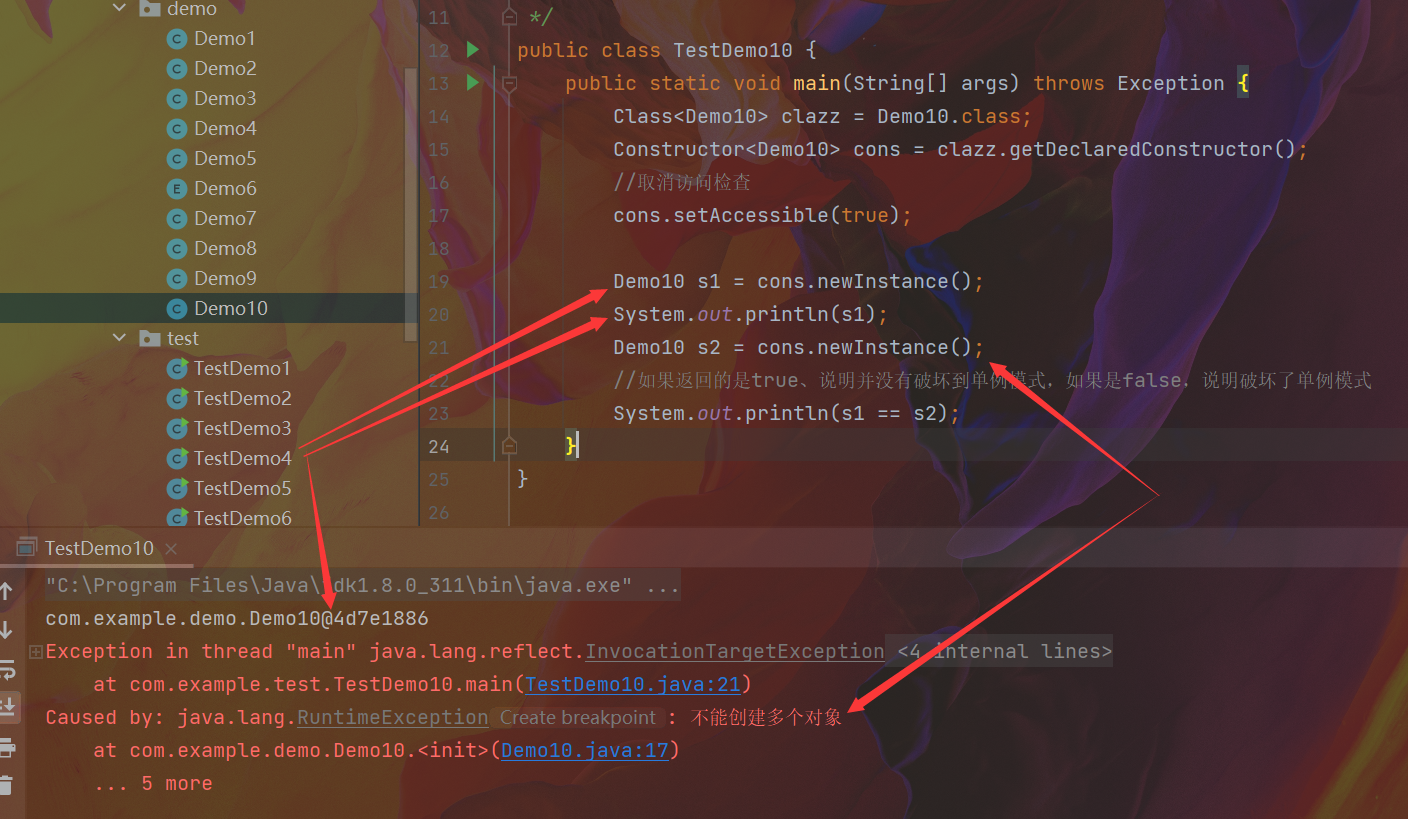 demo
Demo1
Demo2
Demo3
Demo4
Demo5
Demo6
Demo7
Demo8
Demo9
Demo10
test
TestDemo1
TestDemo2
TestDemo3
TestDemo4
TestDemo5
TestDemo6
11 */
12 public class TestDemo10 {
13 public static void main(String[] args) throws Exception {
14 Class<Demo10> clazz = Demo10.class;
15 Constructor<Demo10> cons = clazz.getDeclaredConstructor();
16 //取消访问检查
17 cons.setAccessible(true);
18
19 Demo10 s1 = cons.newInstance();
20 System.out.println(s1);
21 Demo10 s2 = cons.newInstance();
22 //如果返回的是true、说明并没有破坏到单例模式，如果是false、说明破坏了单例模式
23 System.out.println(s1 == s2);
24 }
25 }
26
TestDemo10
"C:\Program Files\Java\jdk1.8.0_311\bin\java.exe" ...
com.example.demo.Demo10@4d7e1886
Exception in thread "main" java.lang.reflect.InvocationTargetException <4 internal lines>
at com.example.test.TestDemo10.main(TestDemo10.java:21)
Caused by: java.lang.RuntimeException Create breakpoint : 不能创建多个对象
at com.example.demo.Demo10.<init>(Demo10.java:17)
... 5 more